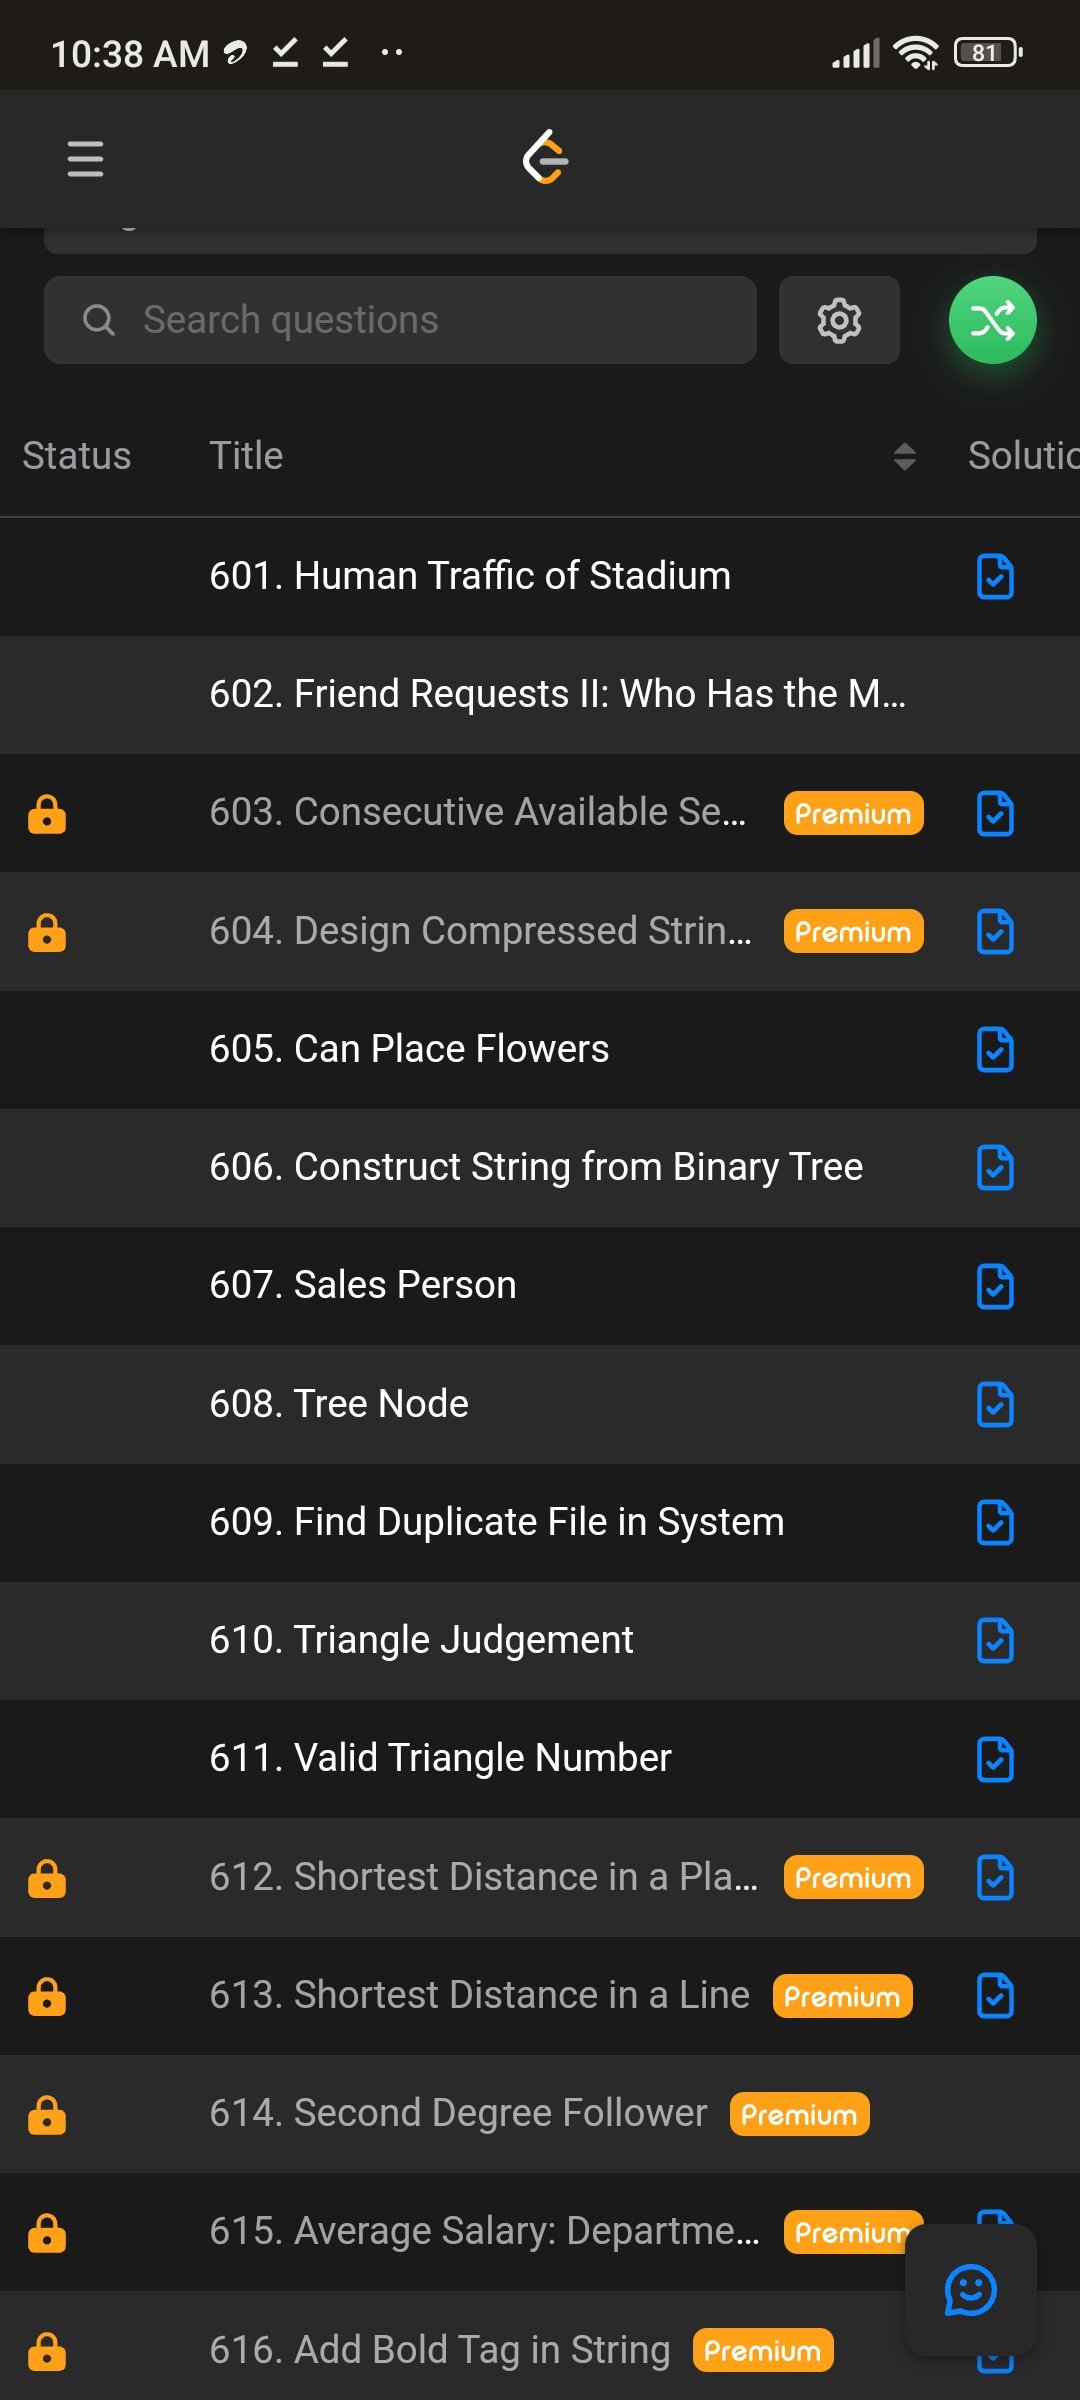 10:38 AM
81
Search questions
Status Title Solutio
601. Human Traffic of Stadium
602. Friend Requests II: Who Has the M...
603. Consecutive Available Se... Premium
604. Design Compressed Strin... Premium
605. Can Place Flowers
606. Construct String from Binary Tree
607. Sales Person
608. Tree Node
609. Find Duplicate File in System
610. Triangle Judgement
611. Valid Triangle Number
612. Shortest Distance in a Pla... Premium
613. Shortest Distance in a Line Premium
614. Second Degree Follower Premium
615. Average Salary: Departme... Premium
616. Add Bold Tag in String Premium